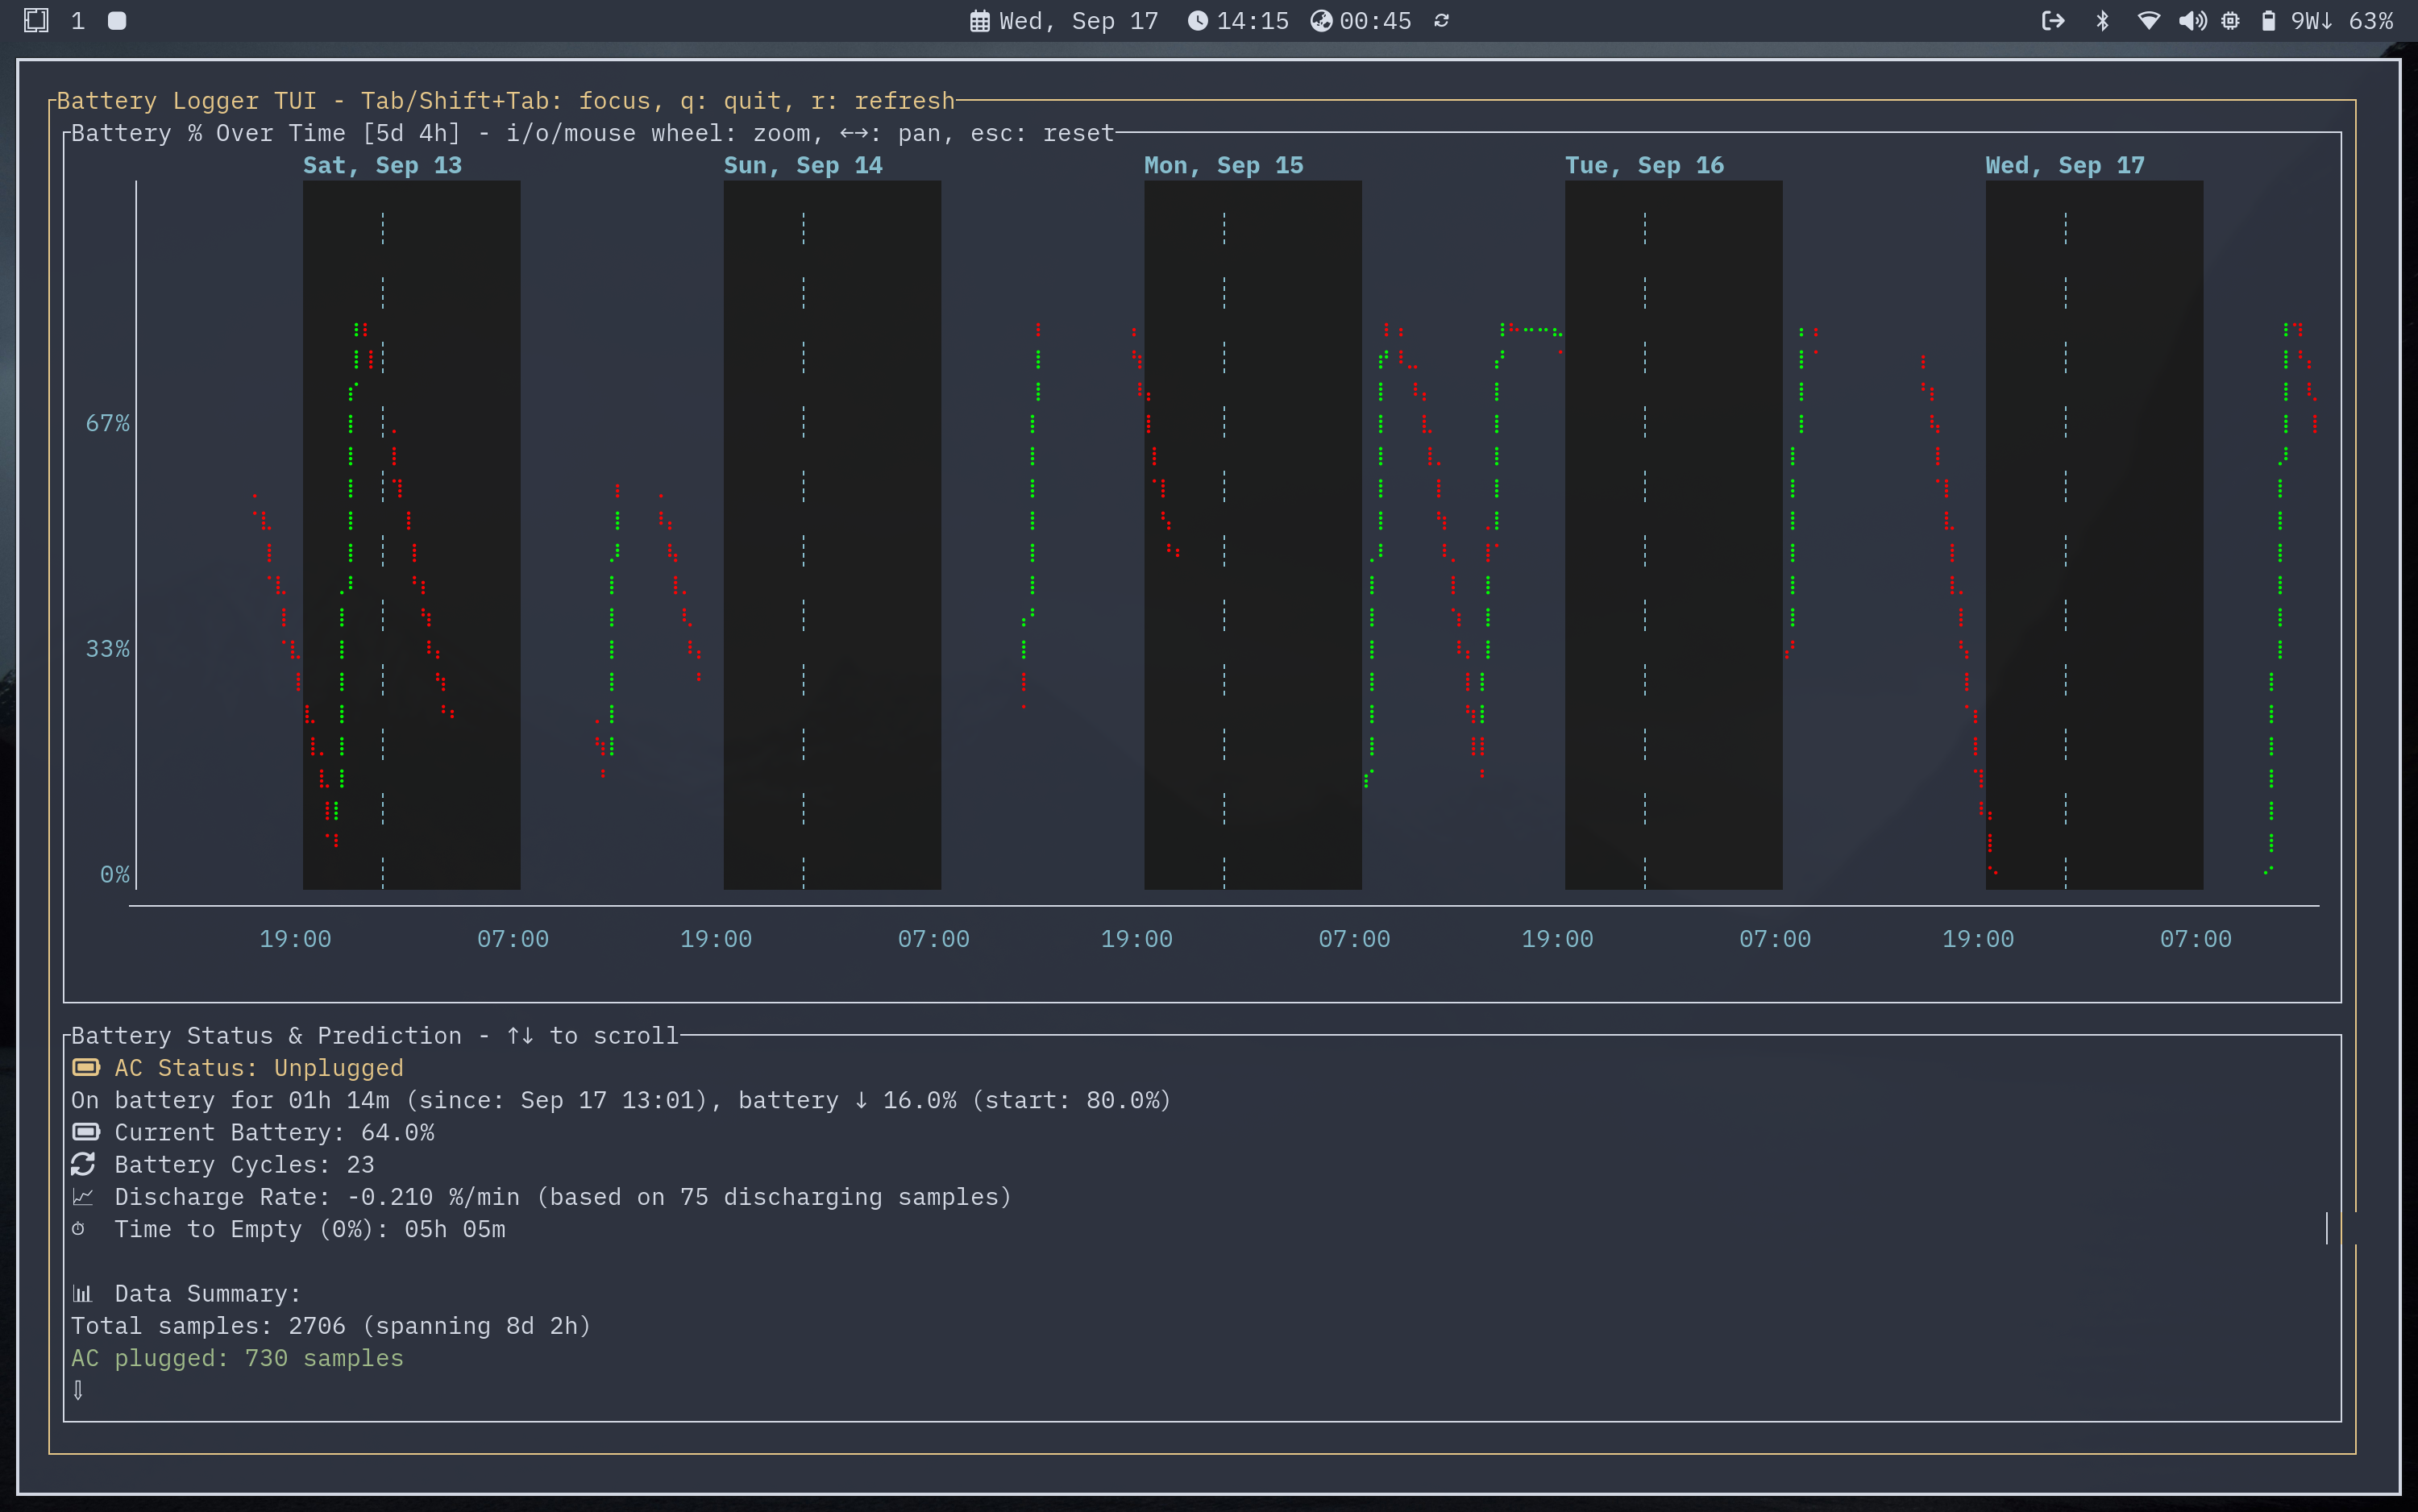 1 Wed, Sep 17 14:15 00:45 9W↓ 63%
Battery Logger TUI - Tab/Shift+Tab: focus, q: quit, r: refresh
Battery % Over Time [5d 4h] - i/o/mouse wheel: zoom, ←→: pan, esc: reset
Sat, Sep 13 Sun, Sep 14 Mon, Sep 15 Tue, Sep 16 Wed, Sep 17
67%
33%
0%
19:00 07:00 19:00 07:00 19:00 07:00 19:00 07:00 19:00 07:00
Battery Status & Prediction - ↑↓ to scroll
AC Status: Unplugged
On battery for 01h 14m (since: Sep 17 13:01), battery ↓ 16.0% (start: 80.0%)
Current Battery: 64.0%
Battery Cycles: 23
Discharge Rate: -0.210 %/min (based on 75 discharging samples)
Time to Empty (0%): 05h 05m
Data Summary:
Total samples: 2706 (spanning 8d 2h)
AC plugged: 730 samples
⇩